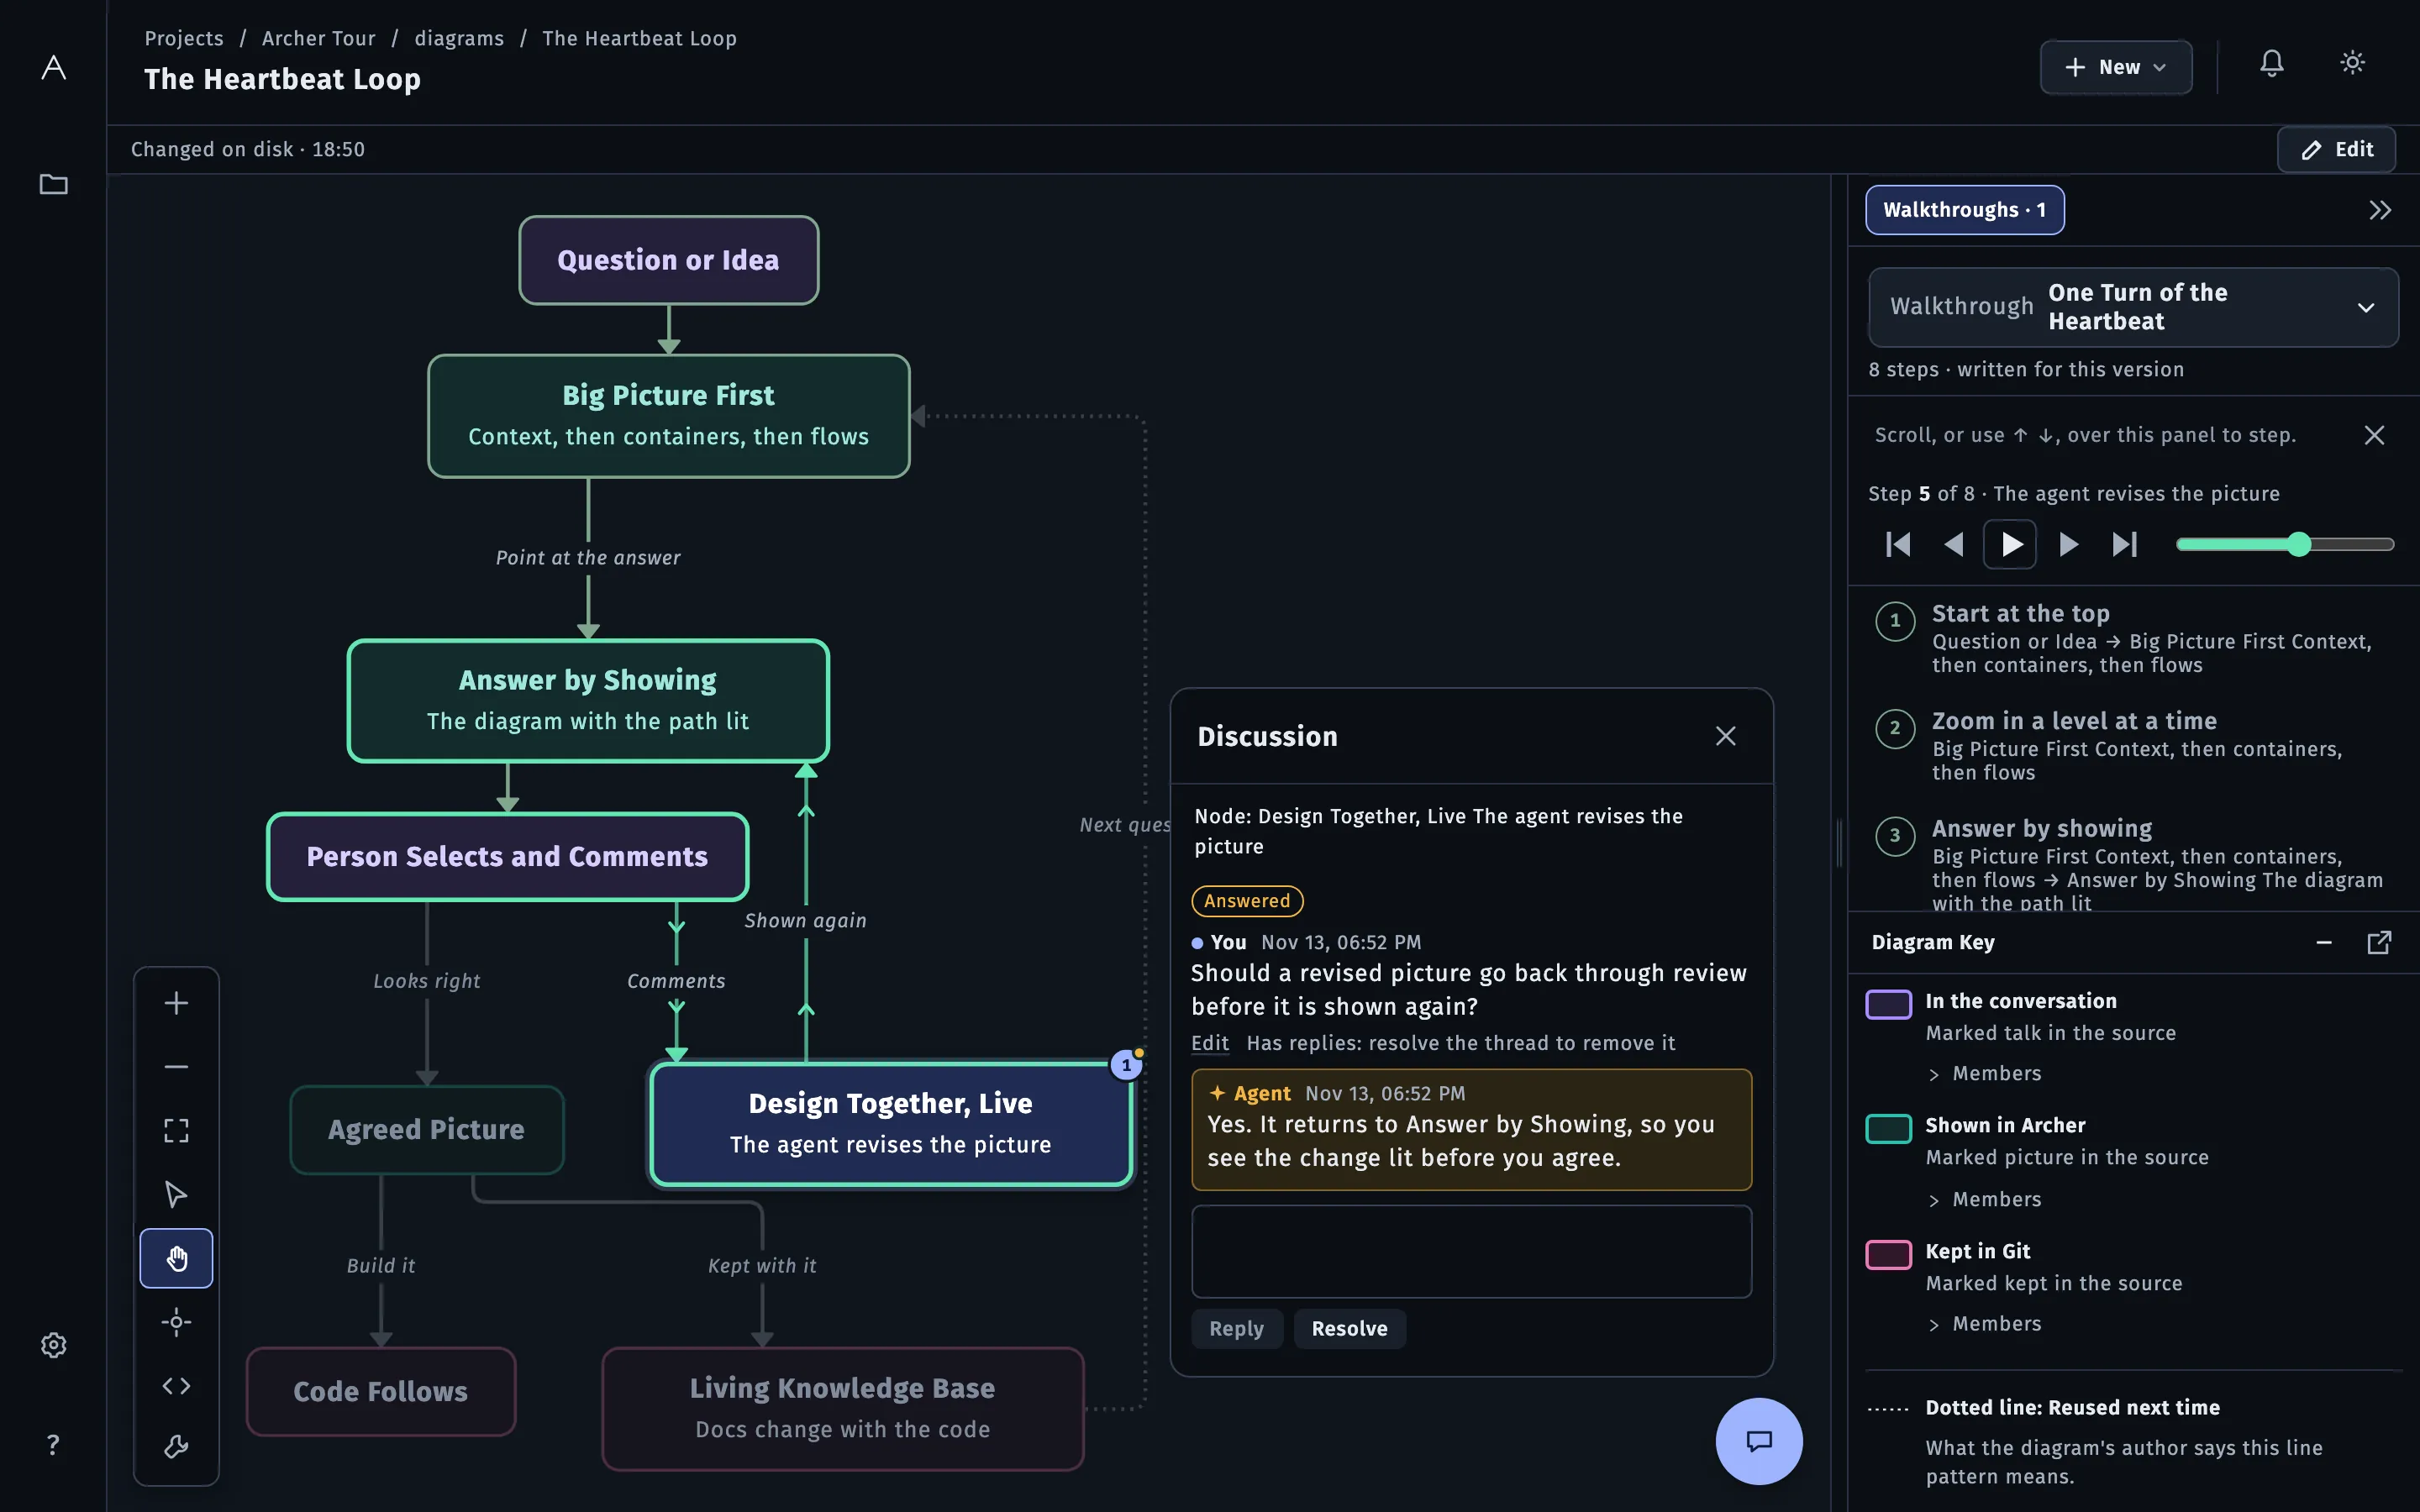 Projects / Archer Tour / diagrams / The Heartbeat Loop
The Heartbeat Loop
New
Changed on disk · 18:50
Edit
Question or Idea
Big Picture First
Context, then containers, then flows
Point at the answer
Answer by Showing
The diagram with the path lit
Person Selects and Comments
Next ques
Shown again
Looks right
Comments
Agreed Picture
Design Together, Live
The agent revises the picture
1
Build it
Kept with it
Code Follows
Living Knowledge Base
Docs change with the code
?
Discussion
Node: Design Together, Live The agent revises the
picture
Answered
You Nov 13, 06:52 PM
Should a revised picture go back through review
before it is shown again?
Edit Has replies: resolve the thread to remove it
Agent Nov 13, 06:52 PM
Yes. It returns to Answer by Showing, so you
see the change lit before you agree.
Reply Resolve
Walkthroughs · 1
Walkthrough One Turn of the
Heartbeat
8 steps · written for this version
Scroll, or use ↑ ↓, over this panel to step.
Step 5 of 8 · The agent revises the picture
1 Start at the top
Question or Idea → Big Picture First Context,
then containers, then flows
2 Zoom in a level at a time
Big Picture First Context, then containers,
then flows
3 Answer by showing
Big Picture First Context, then containers,
then flows → Answer by Showing The diagram
with the path lit
Diagram Key
In the conversation
Marked talk in the source
Members
Shown in Archer
Marked picture in the source
Members
Kept in Git
Marked kept in the source
Members
Dotted line: Reused next time
What the diagram's author says this line
pattern means.